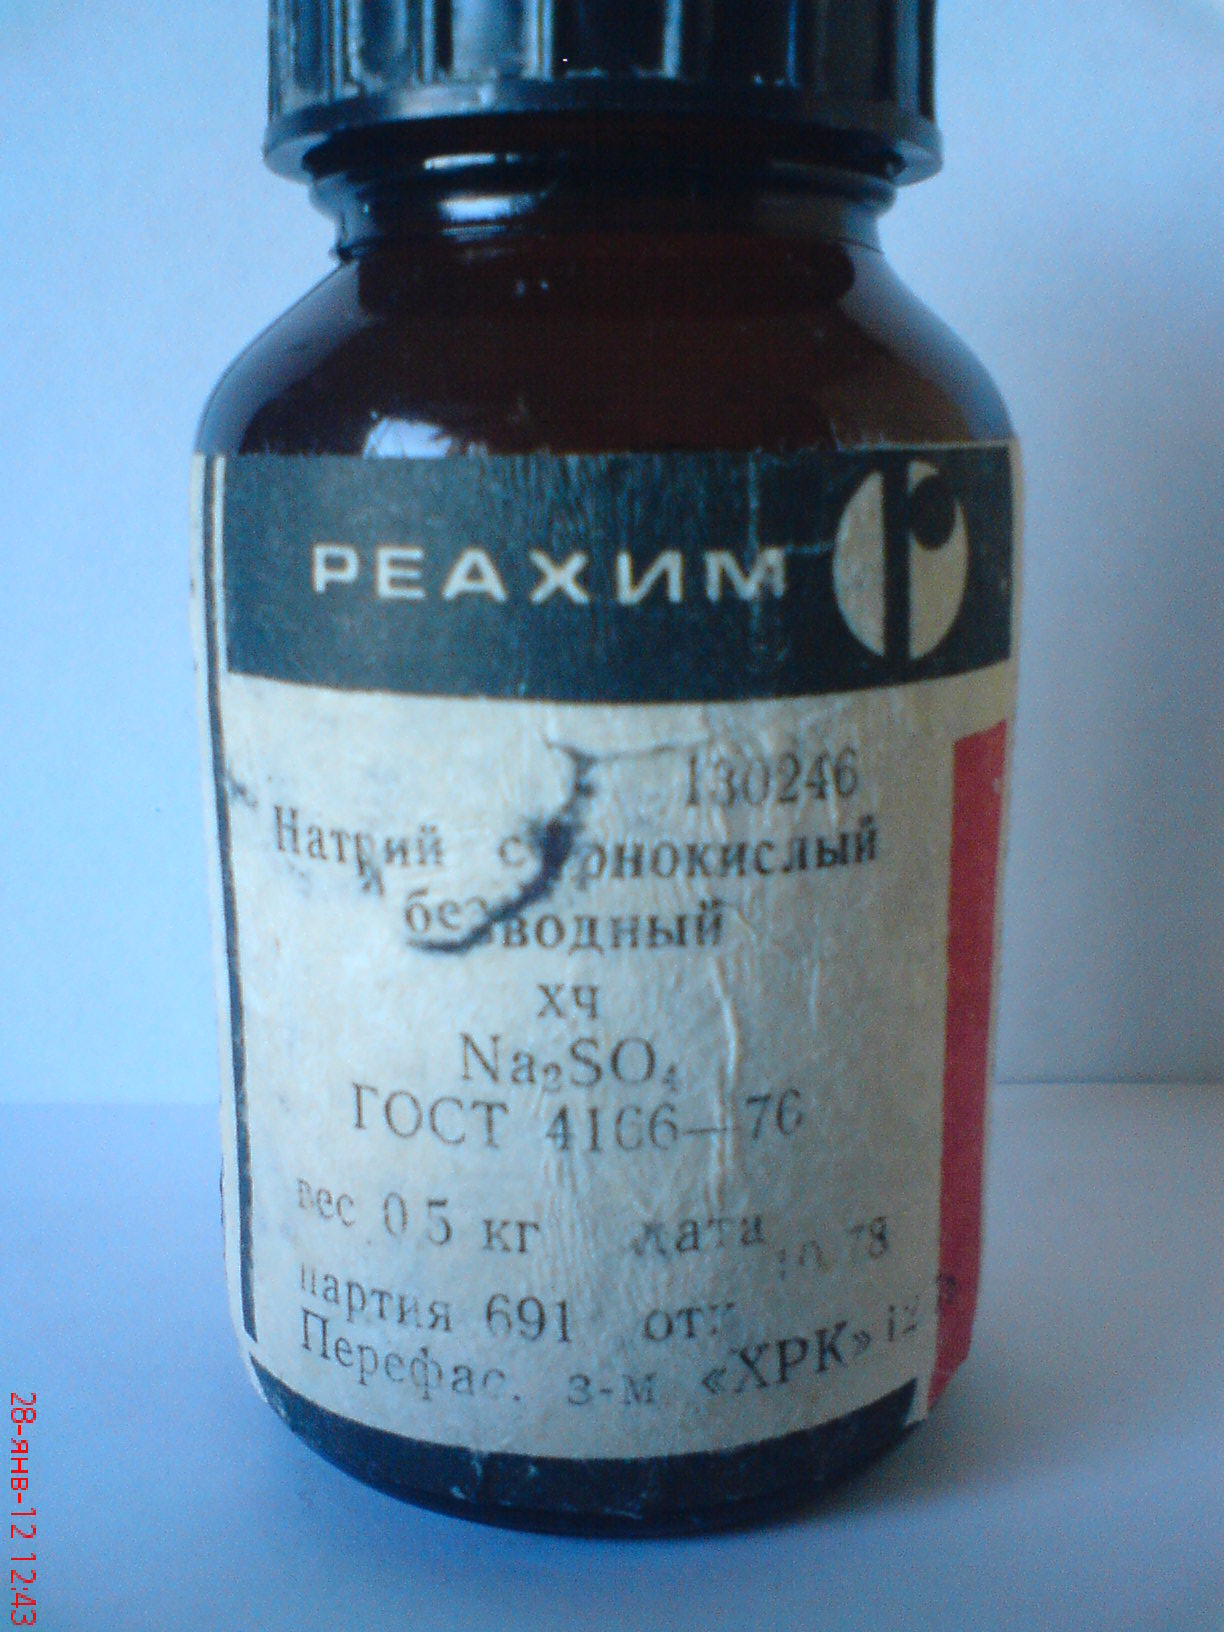 РЕАХИМ
130246
Натрий сернокислый
безводный
хч
Na₂SO₄
ГОСТ 4166—76
вес 0 5 кг дата 10.78
партия 691
Перефас. з-м «ХРК» 12
28-янв-12 12:43